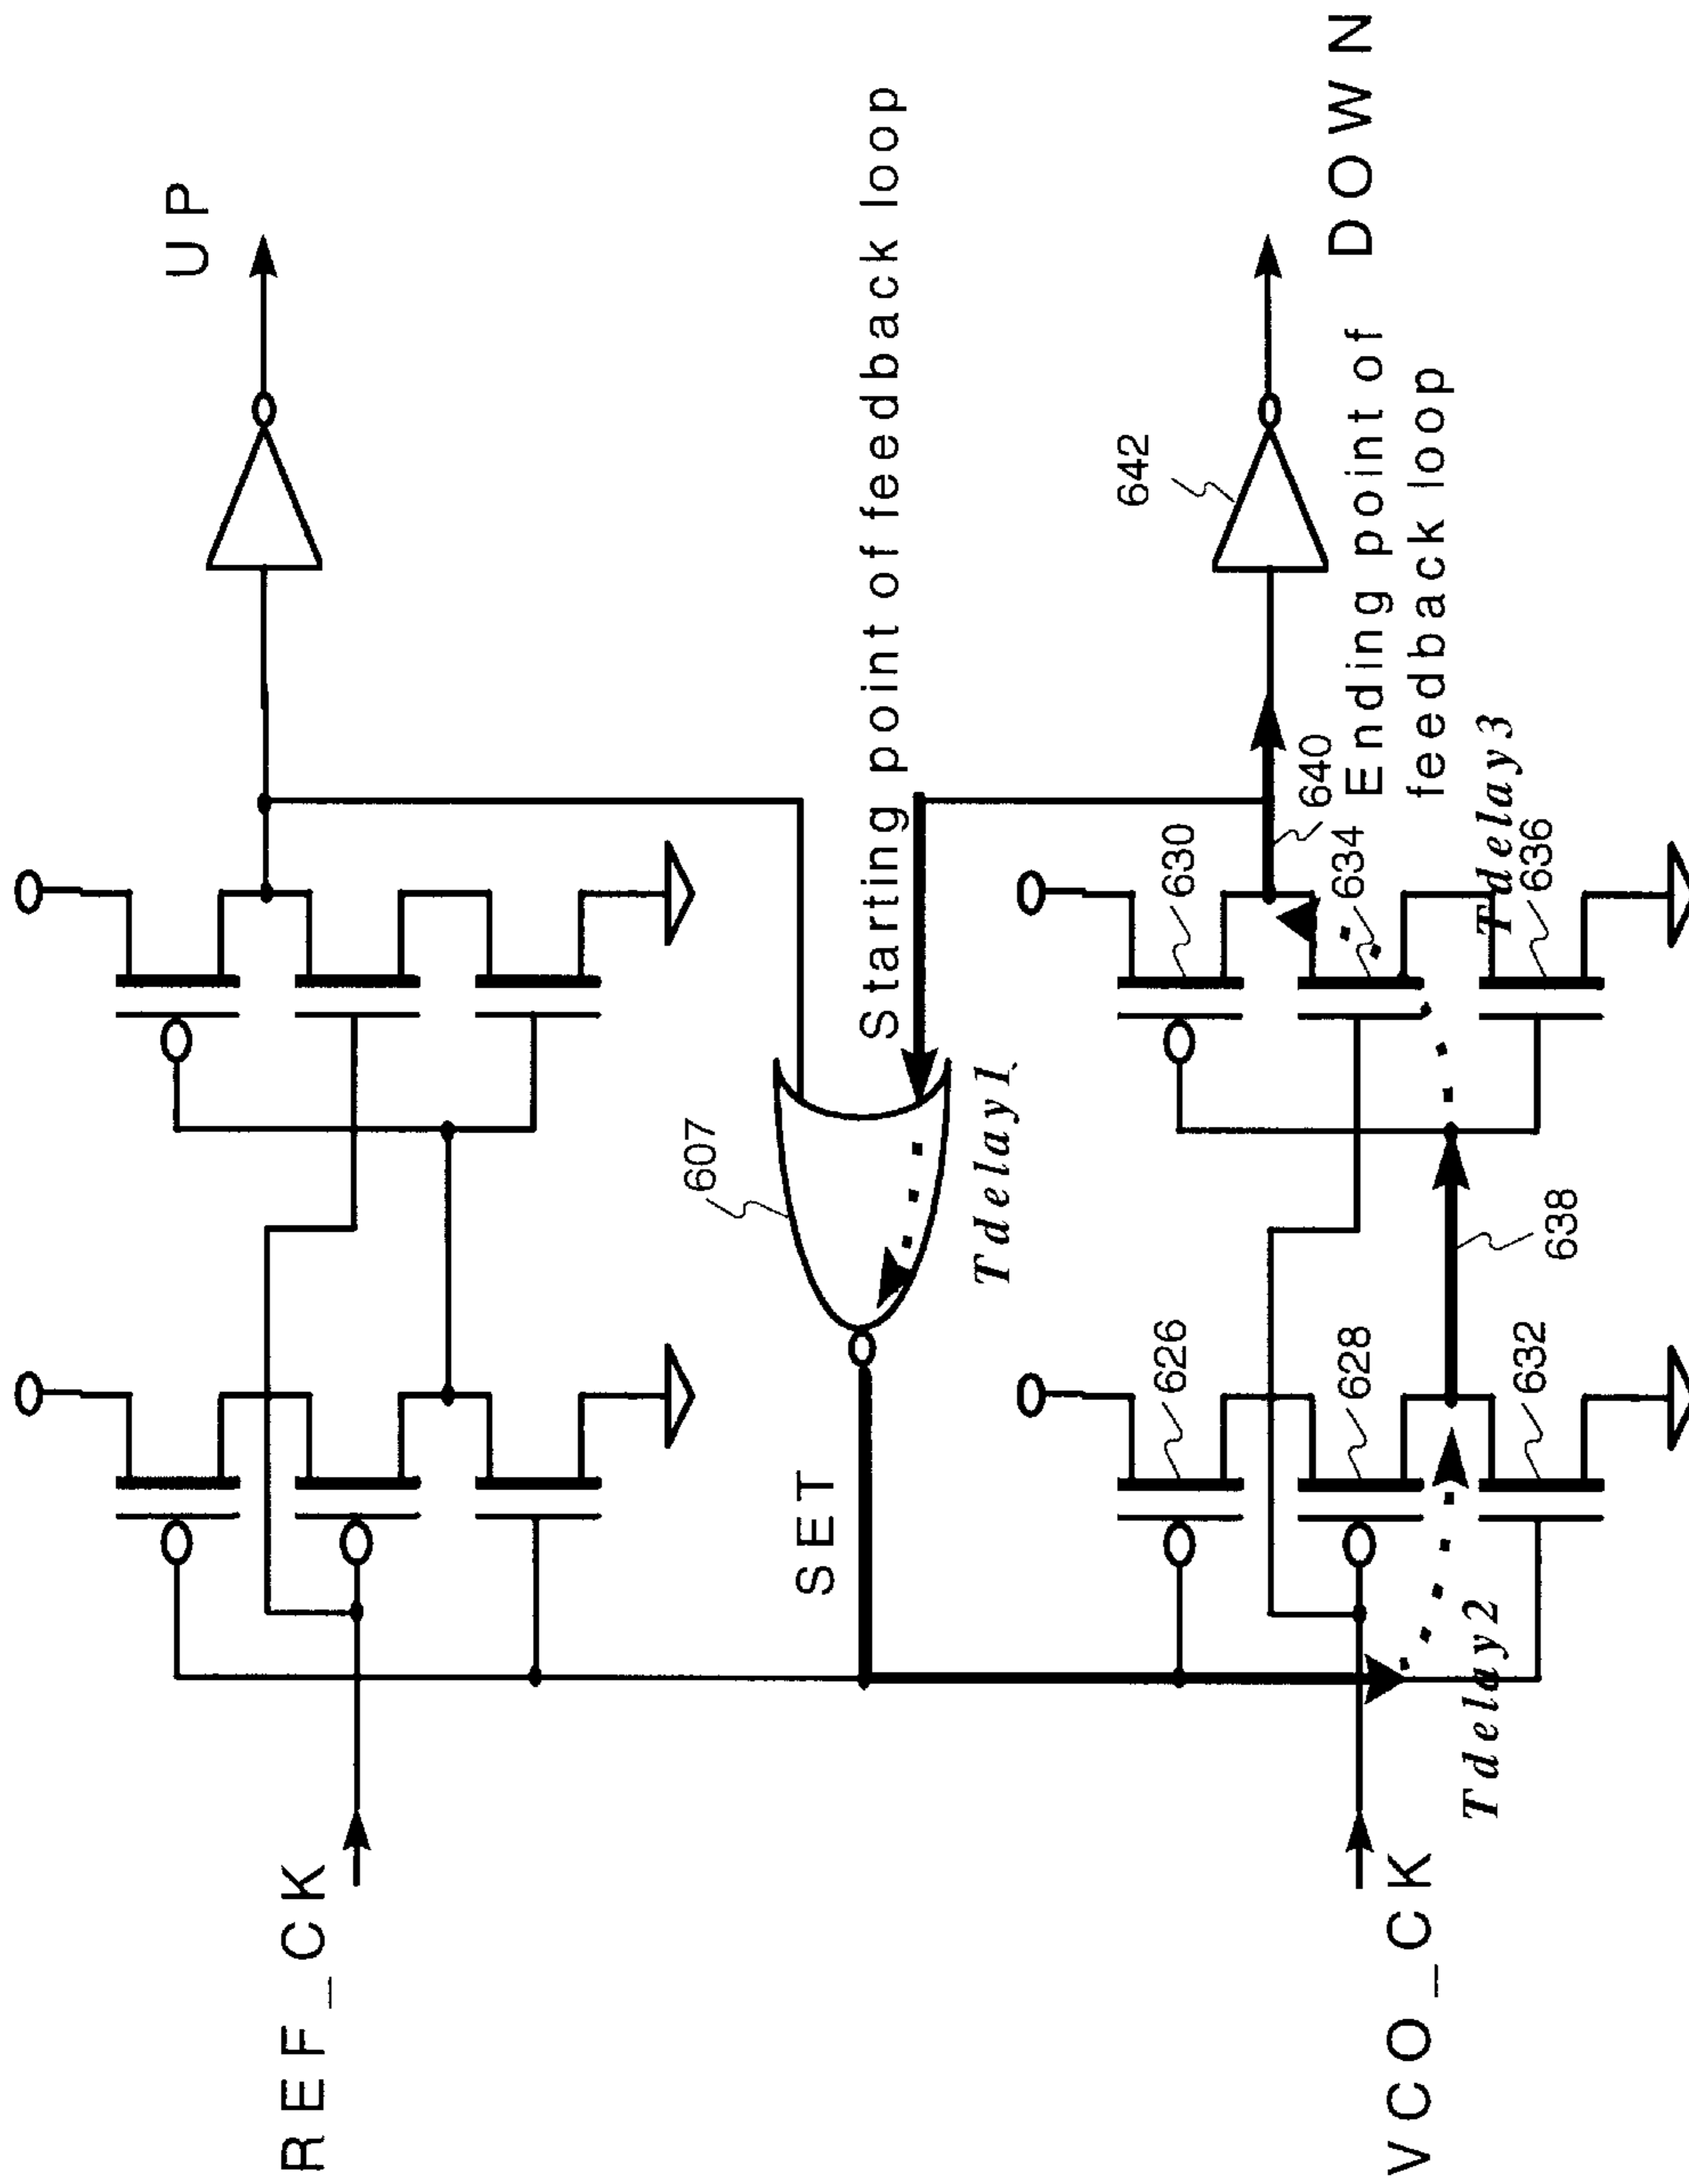 REF_CK
UP
SET
607
Starting point of feedback loop
Tdelay1
VCO_CK
626
628
632
Tdelay2
638
630
634
636
Tdelay3
640
642
Ending point of
feedback loop
DOWN